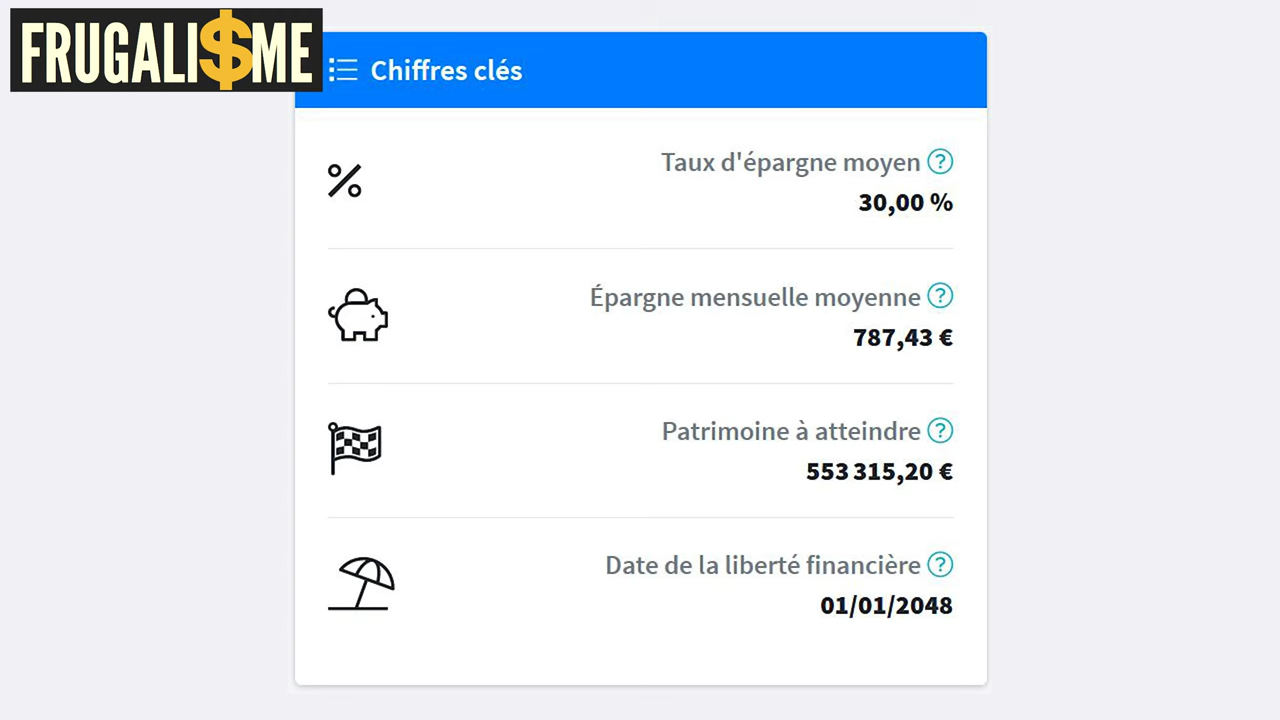 FRUGALI$ME
Chiffres clés
Taux d'épargne moyen ?
30,00 %
Épargne mensuelle moyenne ?
787,43 €
Patrimoine à atteindre ?
553 315,20 €
Date de la liberté financière ?
01/01/2048